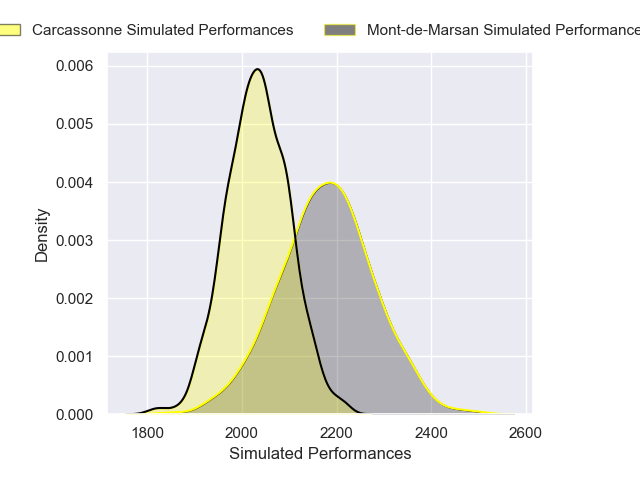 Carcassonne Simulated Performances
Mont-de-Marsan Simulated Performance
0.006
0.005
0.004
0.003
0.002
0.001
0.000
Density
1800 2000 2200 2400 2600
Simulated Performances